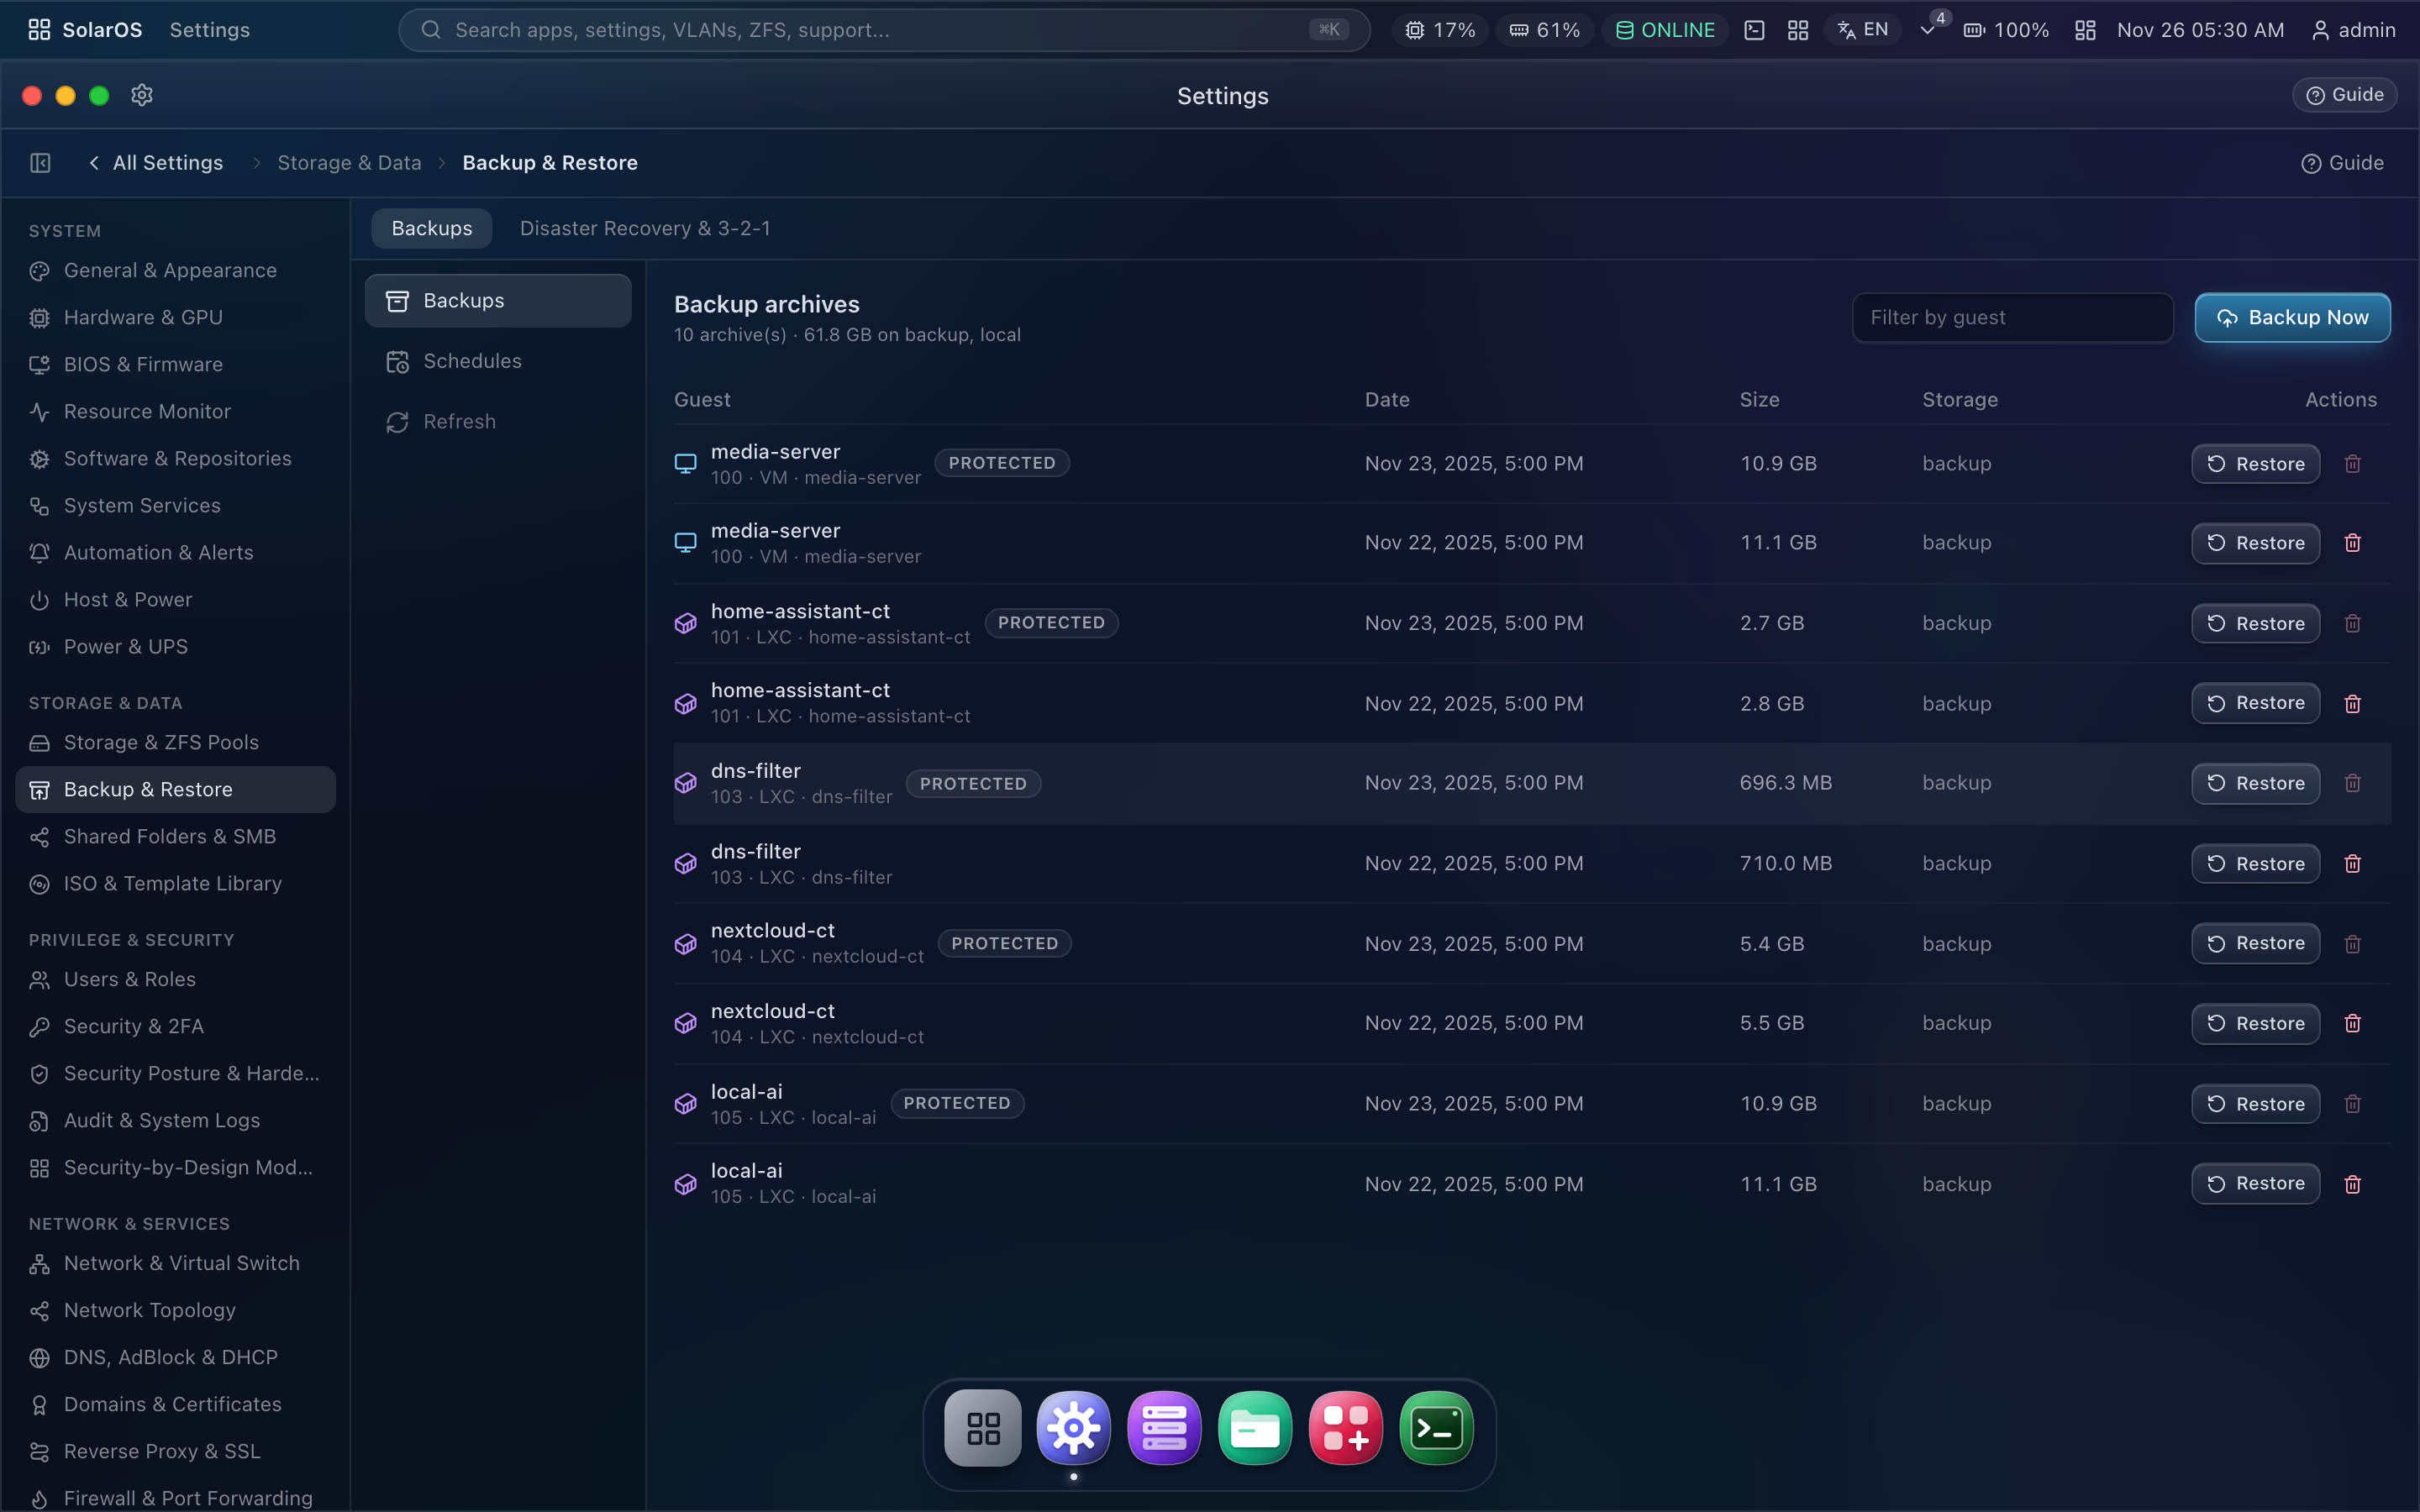 SolarOS Settings Search apps, settings, VLANs, ZFS, support... ⌘K 17% 61% ONLINE EN 4 100% Nov 26 05:30 AM admin
Settings Guide
All Settings Storage & Data Backup & Restore Guide
SYSTEM
General & Appearance
Hardware & GPU
BIOS & Firmware
Resource Monitor
Software & Repositories
System Services
Automation & Alerts
Host & Power
Power & UPS
STORAGE & DATA
Storage & ZFS Pools
Backup & Restore
Shared Folders & SMB
ISO & Template Library
PRIVILEGE & SECURITY
Users & Roles
Security & 2FA
Security Posture & Harde...
Audit & System Logs
Security-by-Design Mod...
NETWORK & SERVICES
Network & Virtual Switch
Network Topology
DNS, AdBlock & DHCP
Domains & Certificates
Reverse Proxy & SSL
Firewall & Port Forwarding
Backups Disaster Recovery & 3-2-1
Backups
Schedules
Refresh
Backup archives
10 archive(s) · 61.8 GB on backup, local
Filter by guest Backup Now
Guest Date Size Storage Actions
media-server
100 · VM · media-server PROTECTED Nov 23, 2025, 5:00 PM 10.9 GB backup Restore
media-server
100 · VM · media-server Nov 22, 2025, 5:00 PM 11.1 GB backup Restore
home-assistant-ct
101 · LXC · home-assistant-ct PROTECTED Nov 23, 2025, 5:00 PM 2.7 GB backup Restore
home-assistant-ct
101 · LXC · home-assistant-ct Nov 22, 2025, 5:00 PM 2.8 GB backup Restore
dns-filter
103 · LXC · dns-filter PROTECTED Nov 23, 2025, 5:00 PM 696.3 MB backup Restore
dns-filter
103 · LXC · dns-filter Nov 22, 2025, 5:00 PM 710.0 MB backup Restore
nextcloud-ct
104 · LXC · nextcloud-ct PROTECTED Nov 23, 2025, 5:00 PM 5.4 GB backup Restore
nextcloud-ct
104 · LXC · nextcloud-ct Nov 22, 2025, 5:00 PM 5.5 GB backup Restore
local-ai
105 · LXC · local-ai PROTECTED Nov 23, 2025, 5:00 PM 10.9 GB backup Restore
local-ai
105 · LXC · local-ai Nov 22, 2025, 5:00 PM 11.1 GB backup Restore